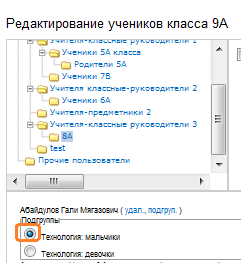 Редактирование учеников класса 9А
Учителя-классные руководители 1
Ученики 5А класса
Родители 5А
Ученики 7В
Учителя классные-руководители 2
Ученики 6А
Учителя-предметники 2
Учителя-классные руководители 3
8А
test
Прочие пользователи
Абайдулов Гали Мягазович ( удал., подгруп. )
Подгруппы
Технология: мальчики
Технология: девочки